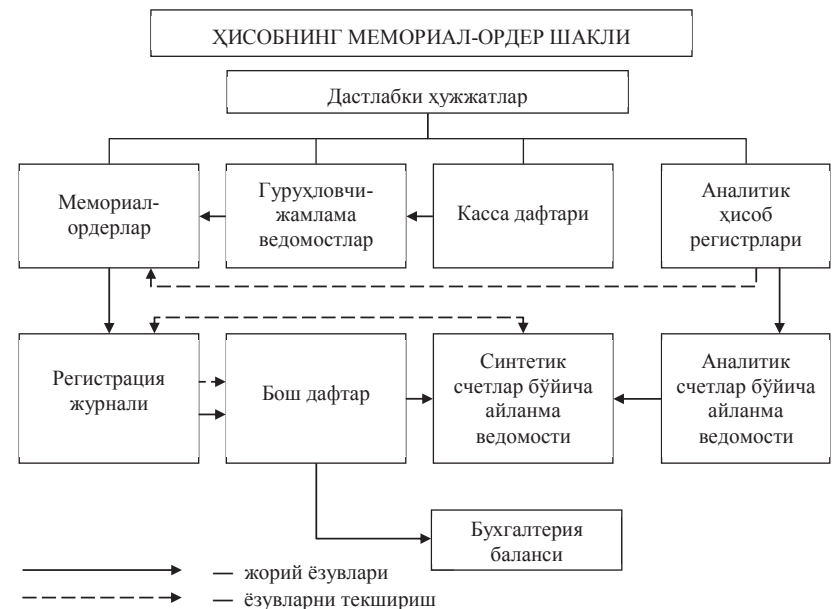 ҲИСОБНИНГ МЕМОРИАЛ-ОРДЕР ШАКЛИ
Дастлабки ҳужжатлар
Мемориал-
ордерлар
Гуруҳловчи-
жамлама
ведомостлар
Касса дафтари
Аналитик
ҳисоб
регистрлари
Регистрация
журнали
Бош дафтар
Синтетик
счетлар бўйича
айланма
ведомости
Аналитик
счетлар бўйича
айланма
ведомости
Бухгалтерия
баланси
— жорий ёзувлари
— ёзувларни текшириш